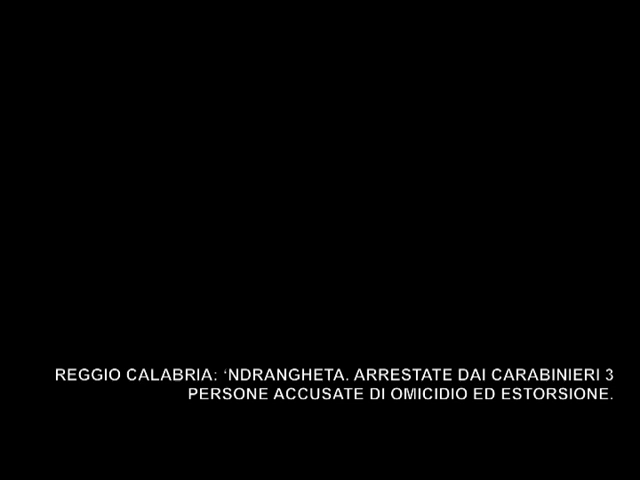 REGGIO CALABRIA: ‘NDRANGHETA. ARRESTATE DAI CARABINIERI 3
PERSONE ACCUSATE DI OMICIDIO ED ESTORSIONE.